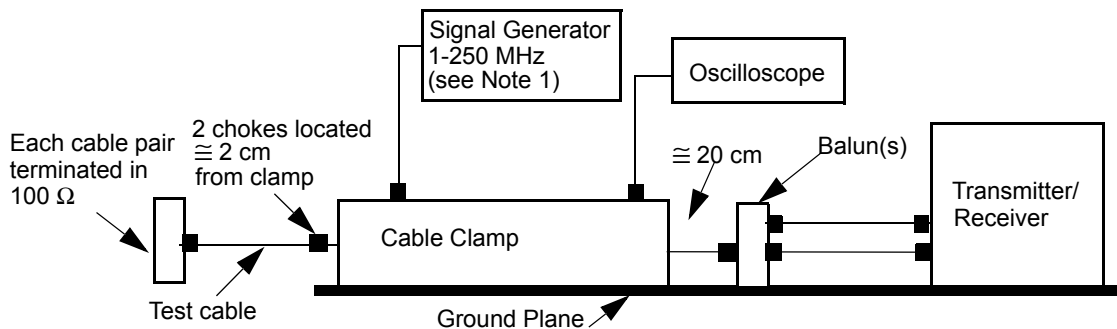 Signal Generator
1-250 MHz
(see Note 1)
Oscilloscope
Each cable pair
terminated in
100 Ω
2 chokes located
≅ 2 cm
from clamp
≅ 20 cm
Balun(s)
Transmitter/
Receiver
Cable Clamp
Test cable
Ground Plane